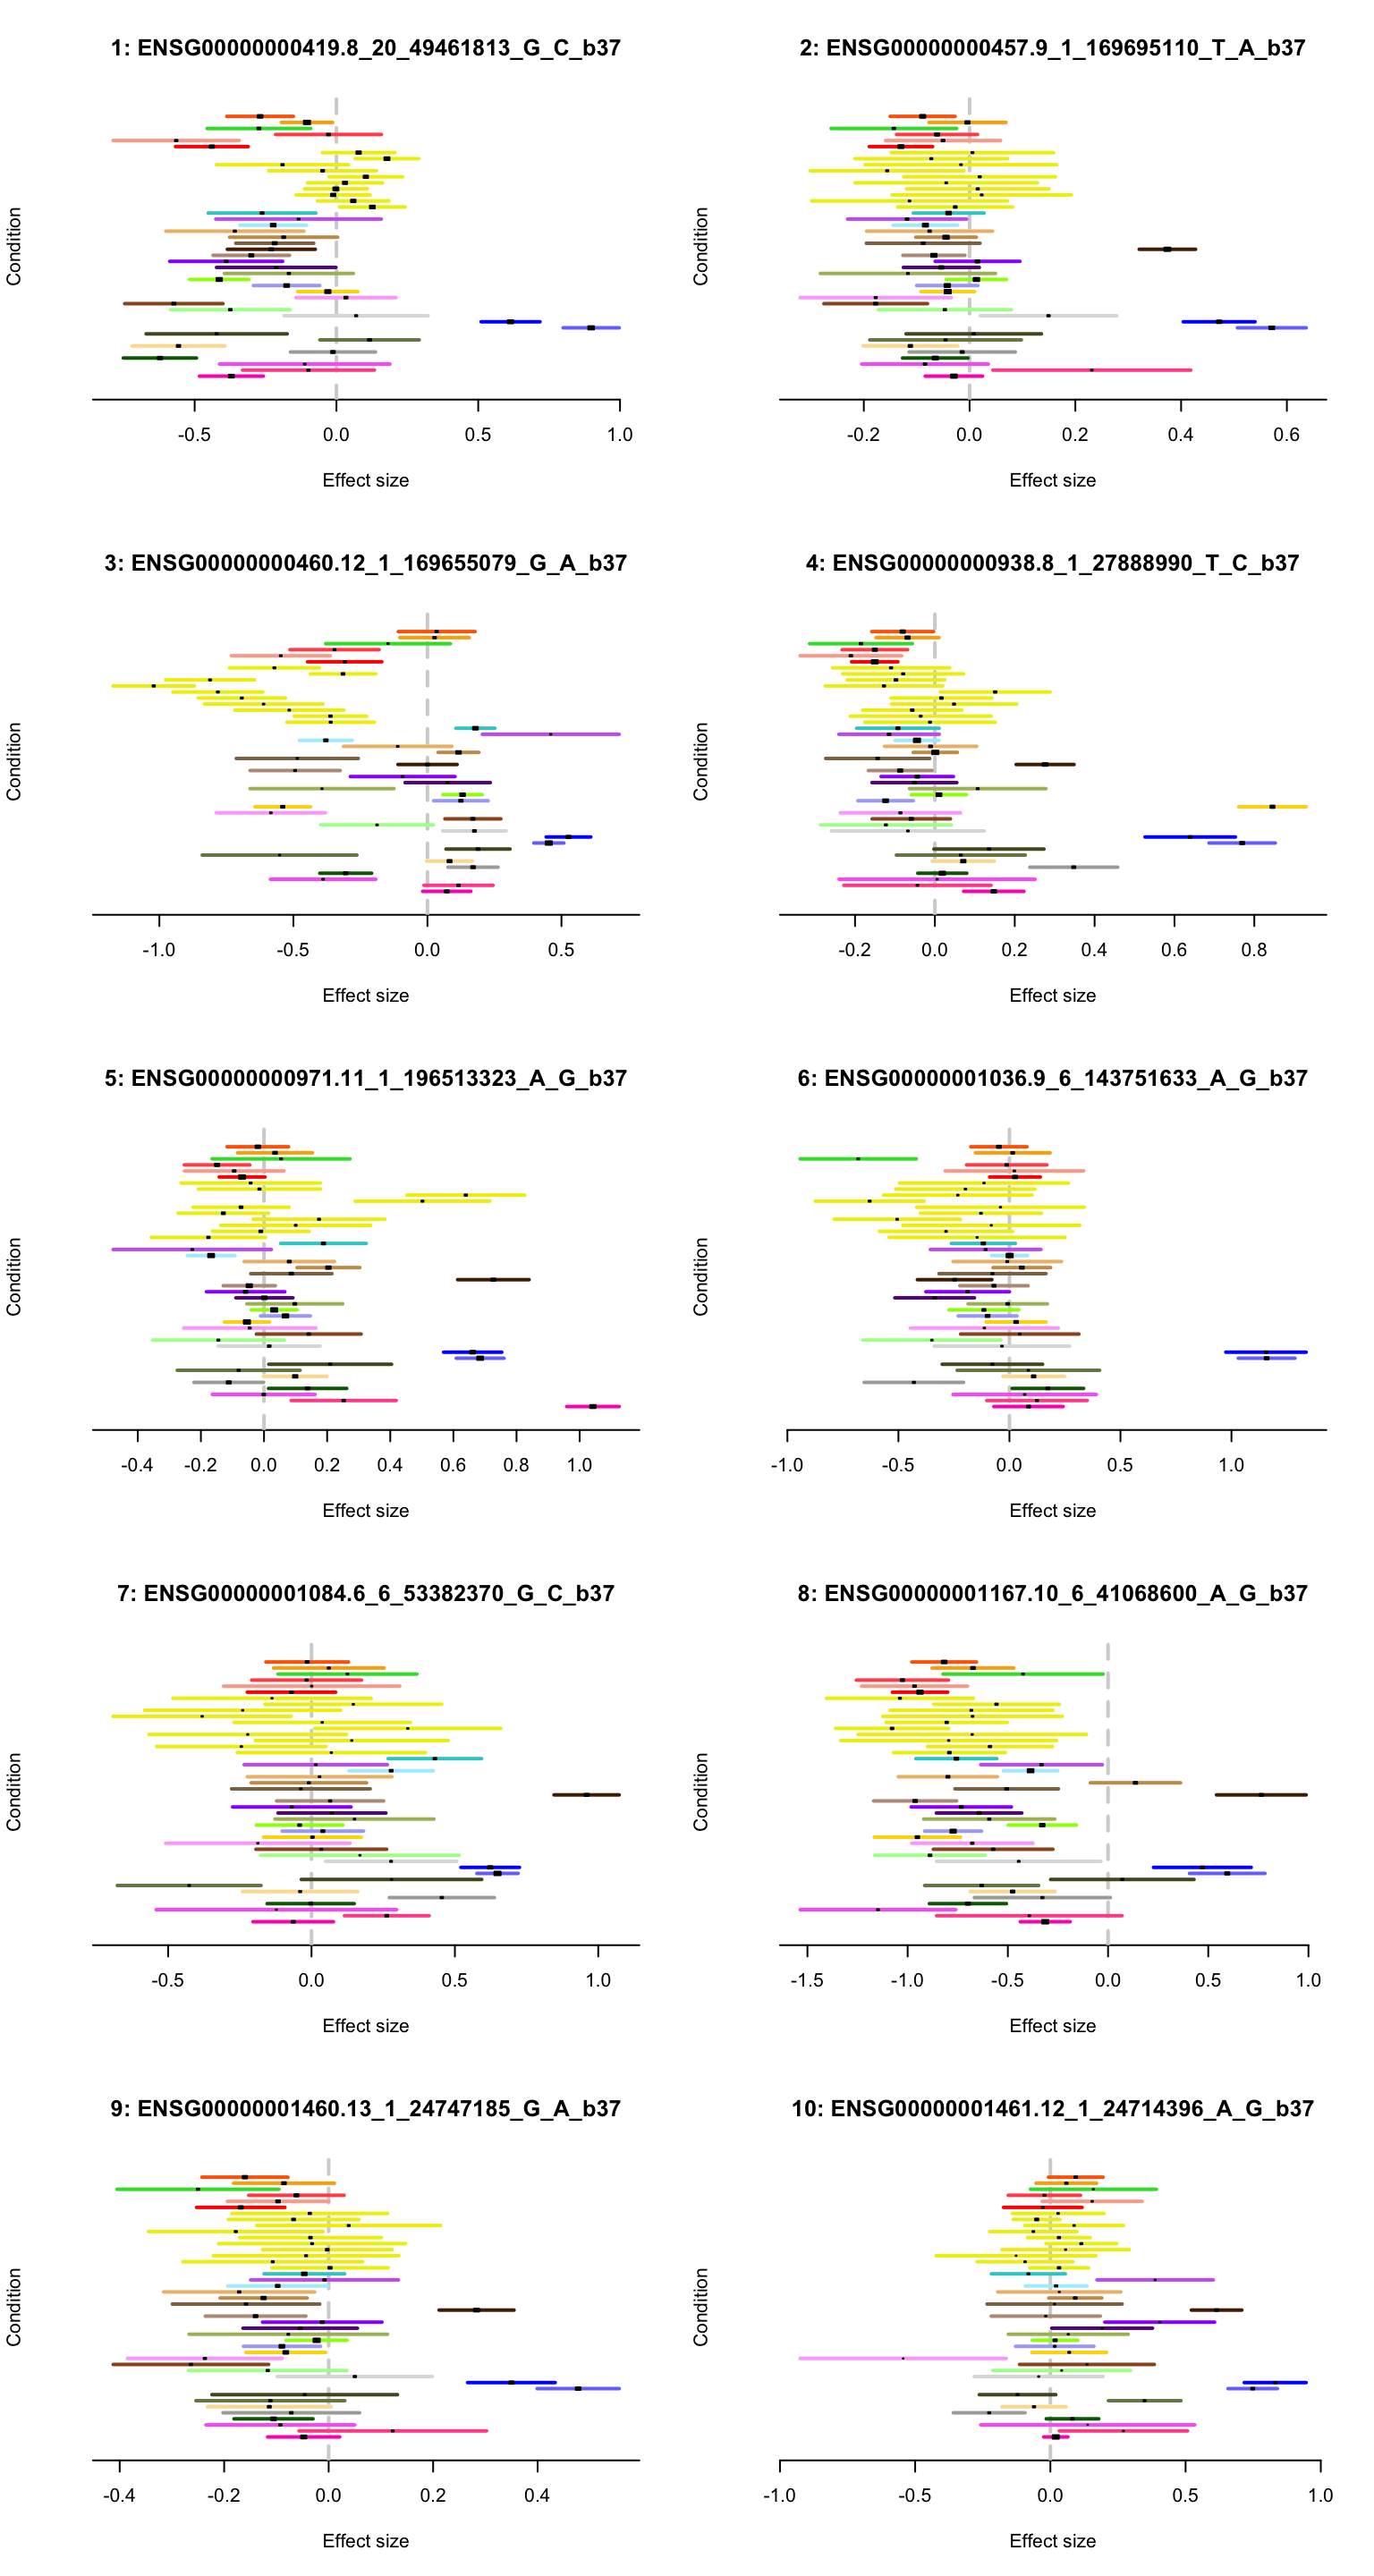 1: ENSG00000000419.8_20_49461813_G_C_b37
Condition
-0.5 0.0 0.5 1.0
Effect size
2: ENSG00000000457.9_1_169695110_T_A_b37
Condition
-0.2 0.0 0.2 0.4 0.6
Effect size
3: ENSG00000000460.12_1_169655079_G_A_b37
Condition
-1.0 -0.5 0.0 0.5
Effect size
4: ENSG00000000938.8_1_27888990_T_C_b37
Condition
-0.2 0.0 0.2 0.4 0.6 0.8
Effect size
5: ENSG00000000971.11_1_196513323_A_G_b37
Condition
-0.4 -0.2 0.0 0.2 0.4 0.6 0.8 1.0
Effect size
6: ENSG00000001036.9_6_143751633_A_G_b37
Condition
-1.0 -0.5 0.0 0.5 1.0
Effect size
7: ENSG00000001084.6_6_53382370_G_C_b37
Condition
-0.5 0.0 0.5 1.0
Effect size
8: ENSG00000001167.10_6_41068600_A_G_b37
Condition
-1.5 -1.0 -0.5 0.0 0.5 1.0
Effect size
9: ENSG00000001460.13_1_24747185_G_A_b37
Condition
-0.4 -0.2 0.0 0.2 0.4
Effect size
10: ENSG00000001461.12_1_24714396_A_G_b37
Condition
-1.0 -0.5 0.0 0.5 1.0
Effect size